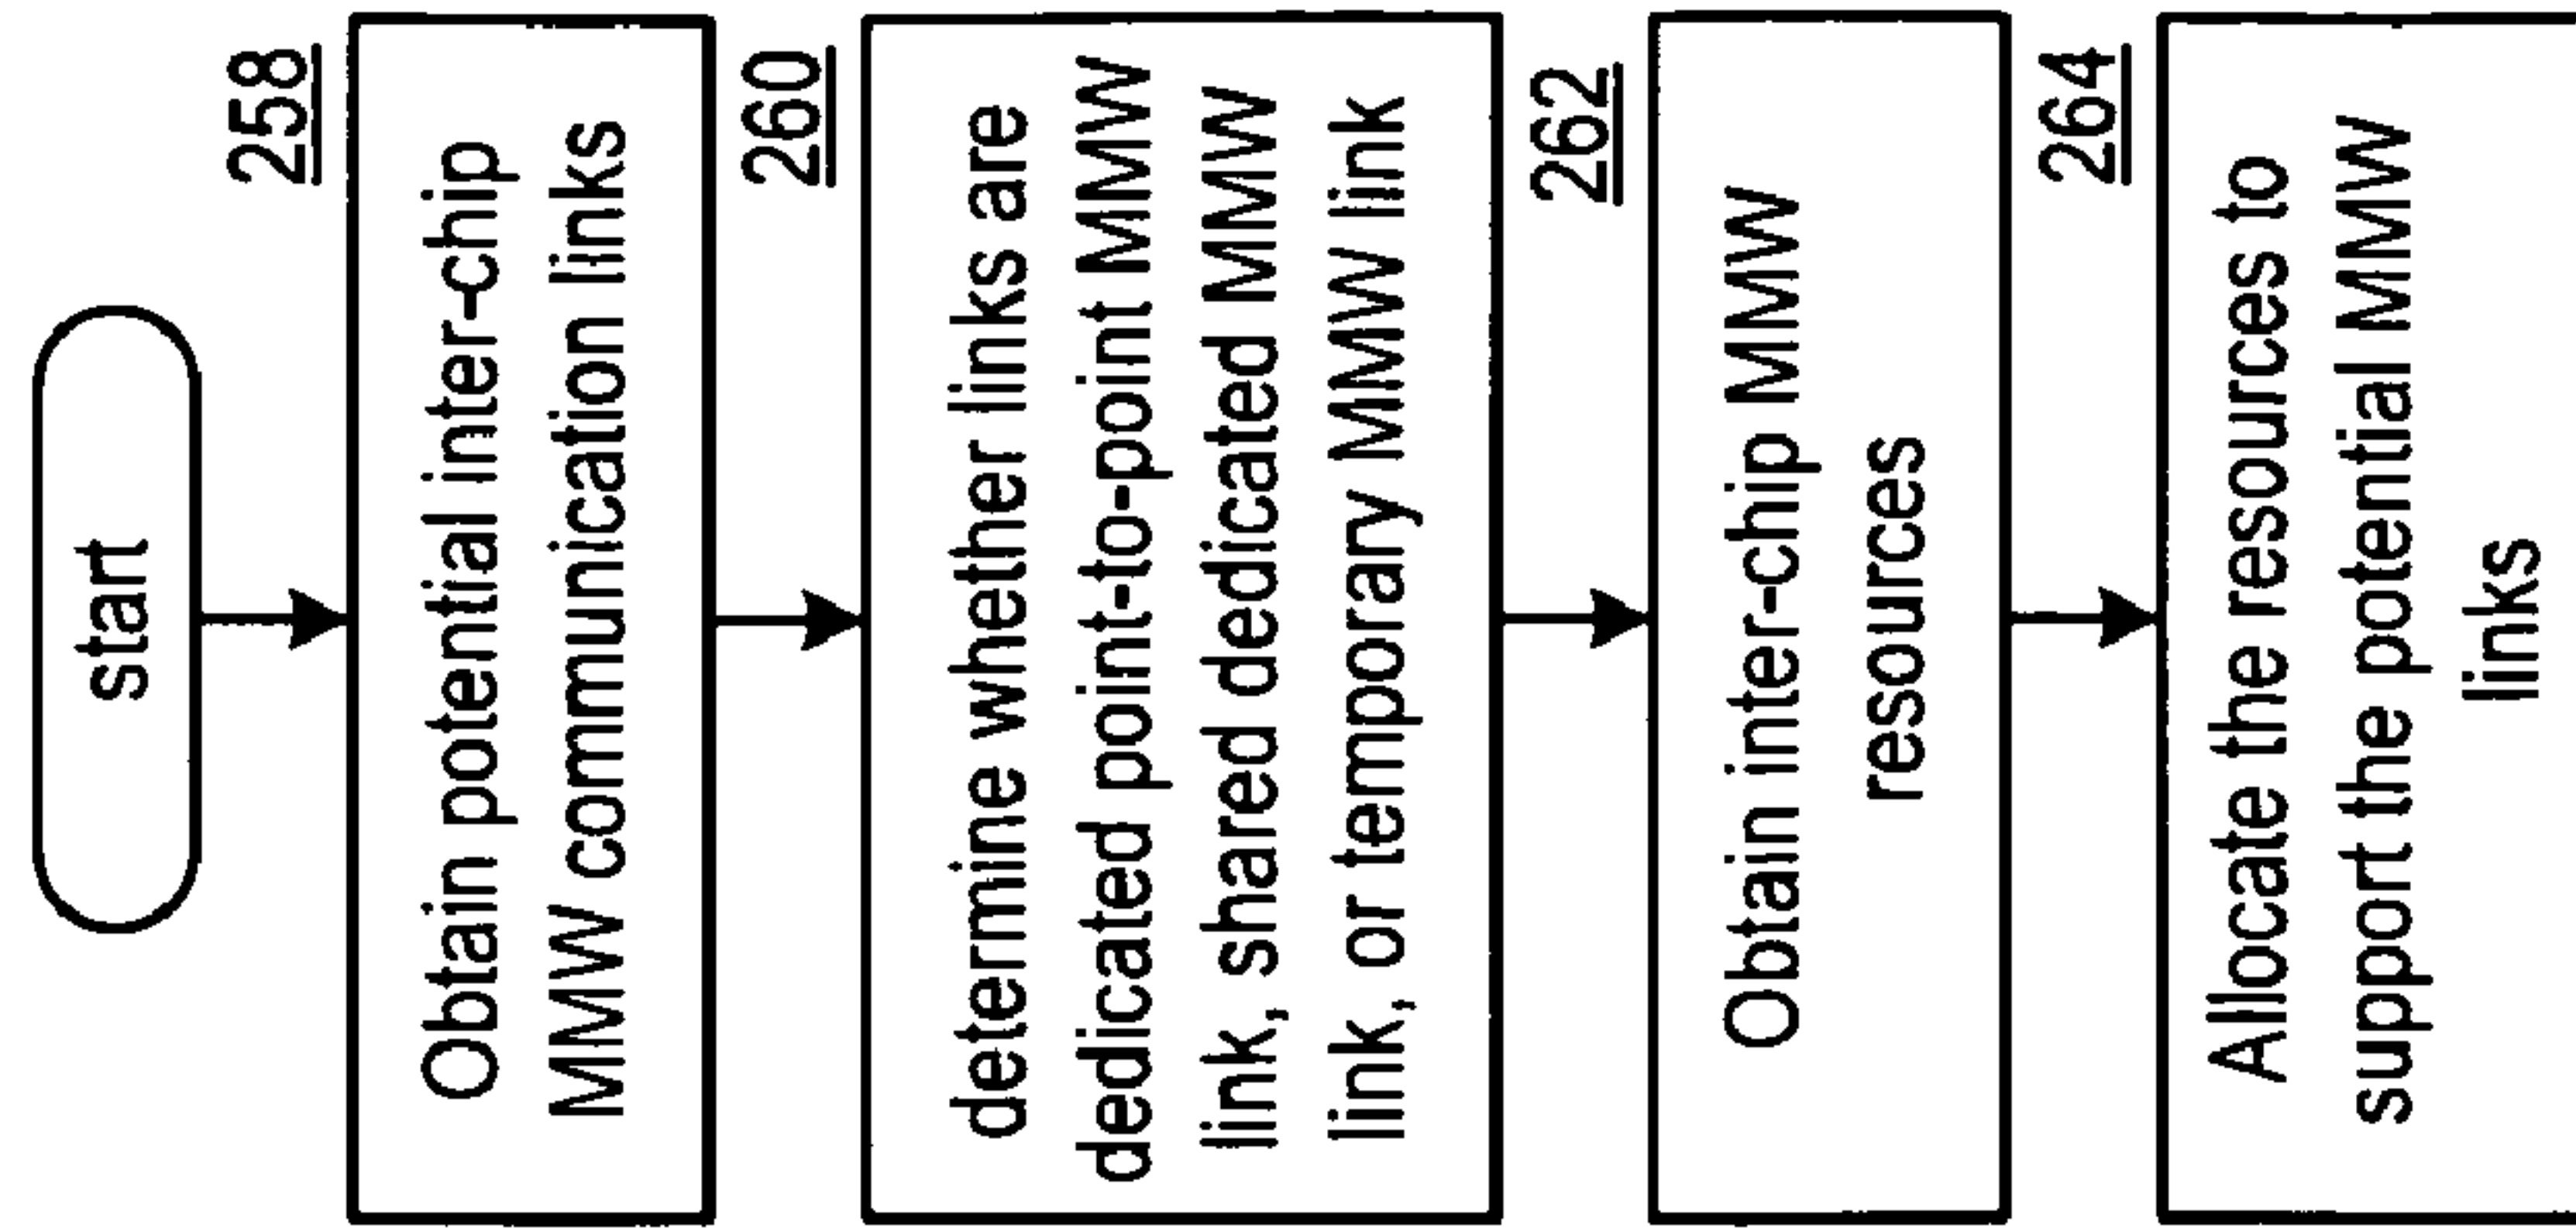 start
258
Obtain potential inter-chip
MMW communication links
260
determine whether links are
dedicated point-to-point MMW
link, shared dedicated MMW
link, or temporary MMW link
262
Obtain inter-chip MMW
resources
264
Allocate the resources to
support the potential MMW
links